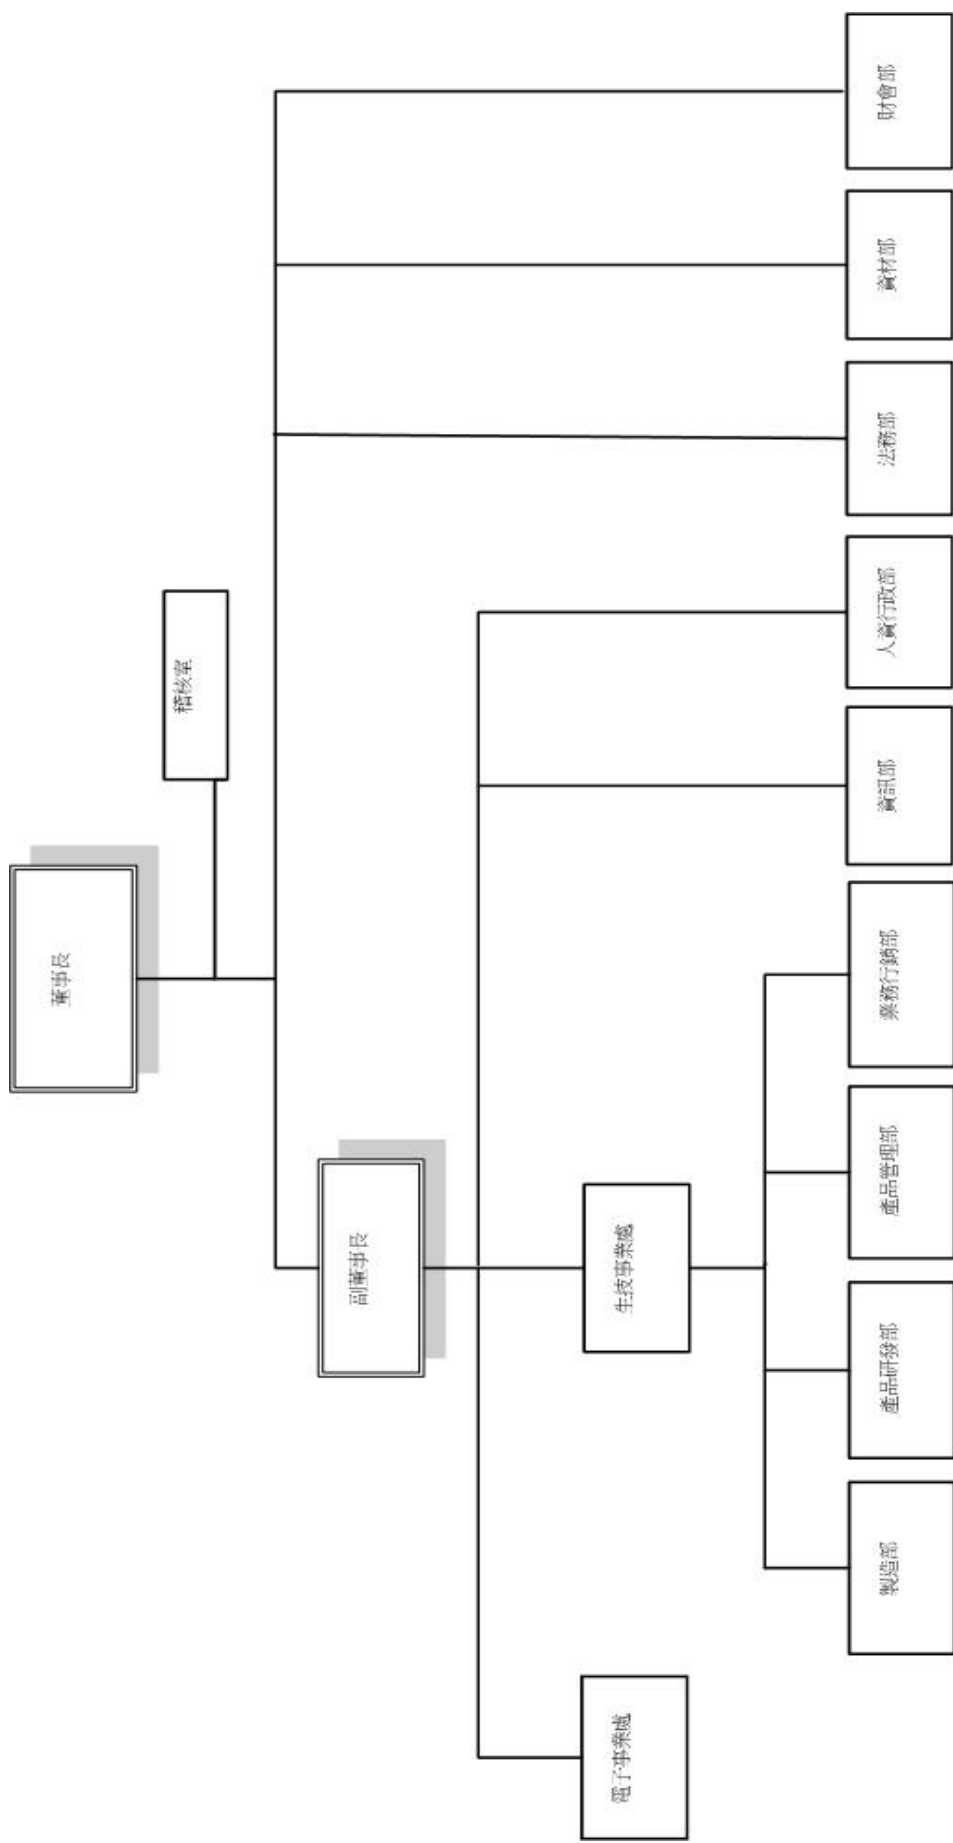 董事長
稽核室
副董事長
電子事業處
生技事業處
製造部
產品研發部
產品管理部
業務行銷部
資訊部
人資行政部
法務部
資材部
財會部